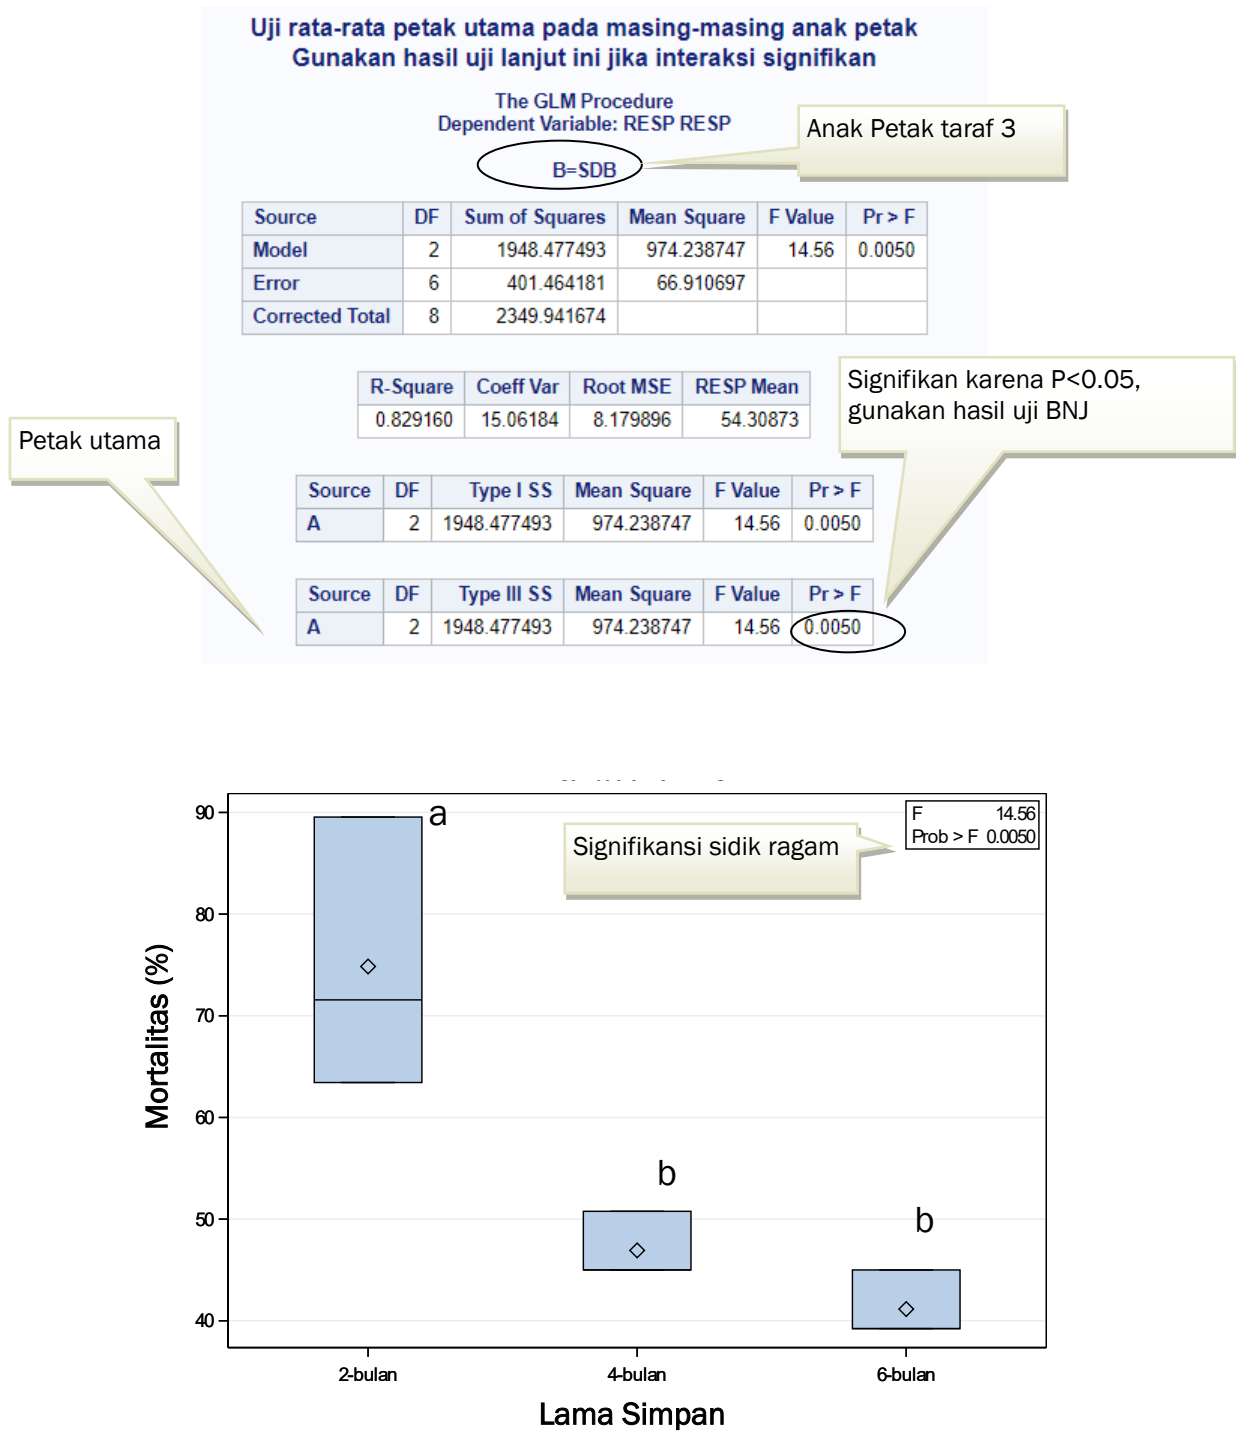 Uji rata-rata petak utama pada masing-masing anak petak
Gunakan hasil uji lanjut ini jika interaksi signifikan
The GLM Procedure
Dependent Variable: RESP RESP
Anak Petak taraf 3
B=SDB
Source DF Sum of Squares Mean Square F Value Pr > F
Model 2 1948.477493 974.238747 14.56 0.0050
Error 6 401.464181 66.910697
Corrected Total 8 2349.941674
R-Square Coeff Var Root MSE RESP Mean
0.829160 15.06184 8.179896 54.30873
Signifikan karena P<0.05,
gunakan hasil uji BNJ
Petak utama
Source DF Type I SS Mean Square F Value Pr > F
A 2 1948.477493 974.238747 14.56 0.0050
Source DF Type III SS Mean Square F Value Pr > F
A 2 1948.477493 974.238747 14.56 0.0050
90
80
70
60
50
40
Mortalitas (%)
a
b
b
Signifikansi sidik ragam
F 14.56
Prob > F 0.0050
2-bulan
4-bulan
6-bulan
Lama Simpan